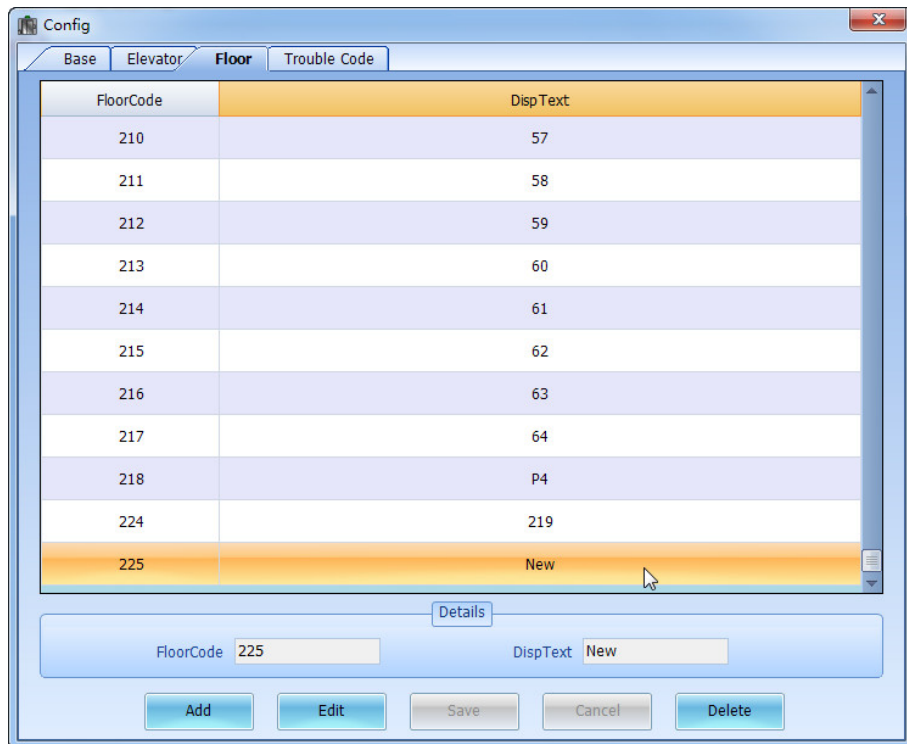 Config
Base Elevator Floor Trouble Code
FloorCode DispText
210 57
211 58
212 59
213 60
214 61
215 62
216 63
217 64
218 P4
224 219
225 New
Details
FloorCode 225 DispText New
Add Edit Save Cancel Delete